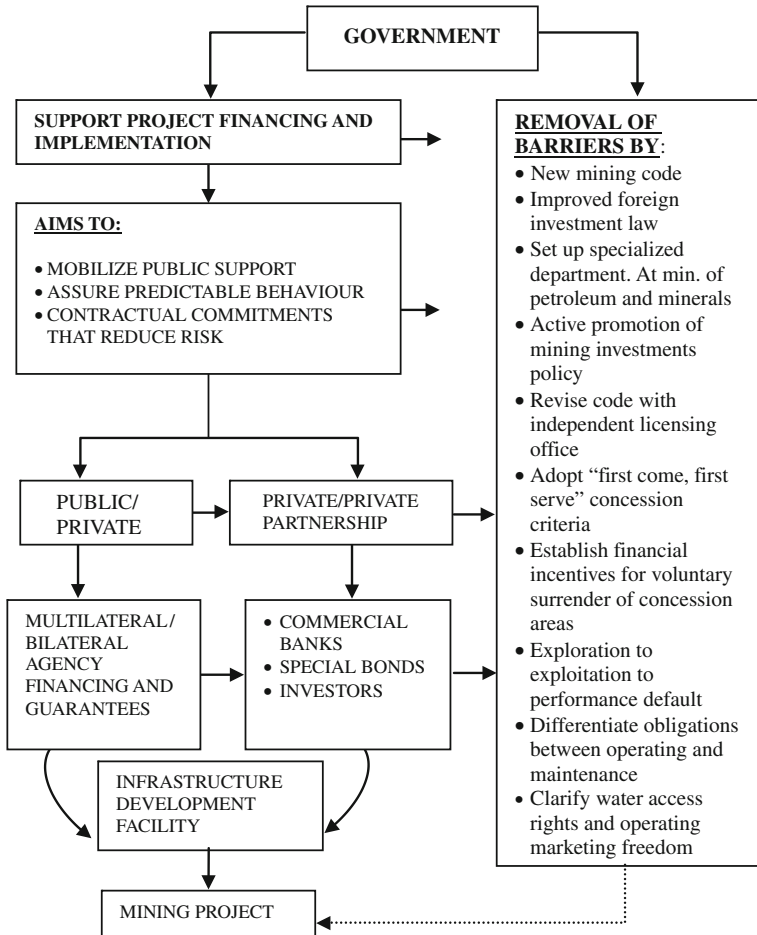 GOVERNMENT
SUPPORT PROJECT FINANCING AND
IMPLEMENTATION
AIMS TO:
• MOBILIZE PUBLIC SUPPORT
• ASSURE PREDICTABLE BEHAVIOUR
• CONTRACTUAL COMMITMENTS
THAT REDUCE RISK
PUBLIC/
PRIVATE
PRIVATE/PRIVATE
PARTNERSHIP
MULTILATERAL/
BILATERAL
AGENCY
FINANCING AND
GUARANTEES
• COMMERCIAL
BANKS
• SPECIAL BONDS
• INVESTORS
INFRASTRUCTURE
DEVELOPMENT
FACILITY
MINING PROJECT
REMOVAL OF
BARRIERS BY:
• New mining code
• Improved foreign
investment law
• Set up specialized
department. At min. of
petroleum and minerals
• Active promotion of
mining investments
policy
• Revise code with
independent licensing
office
• Adopt “first come, first
serve” concession
criteria
• Establish financial
incentives for voluntary
surrender of concession
areas
• Exploration to
exploitation to
performance default
• Differentiate obligations
between operating and
maintenance
• Clarify water access
rights and operating
marketing freedom